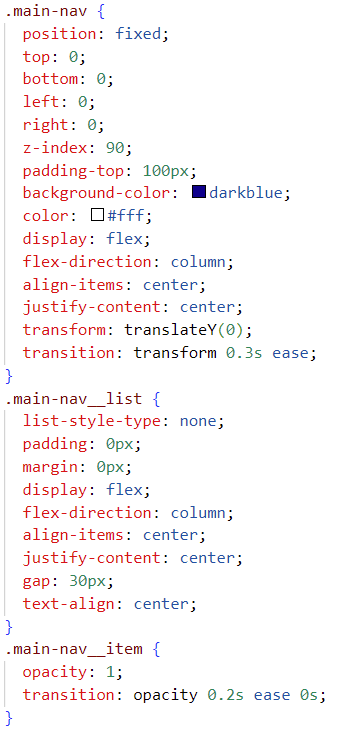 .main-nav {
position: fixed;
top: 0;
bottom: 0;
left: 0;
right: 0;
z-index: 90;
padding-top: 100px;
background-color: darkblue;
color: #fff;
display: flex;
flex-direction: column;
align-items: center;
justify-content: center;
transform: translateY(0);
transition: transform 0.3s ease;
}
.main-nav__list {
list-style-type: none;
padding: 0px;
margin: 0px;
display: flex;
flex-direction: column;
align-items: center;
justify-content: center;
gap: 30px;
text-align: center;
}
.main-nav__item {
opacity: 1;
transition: opacity 0.2s ease 0s;
}